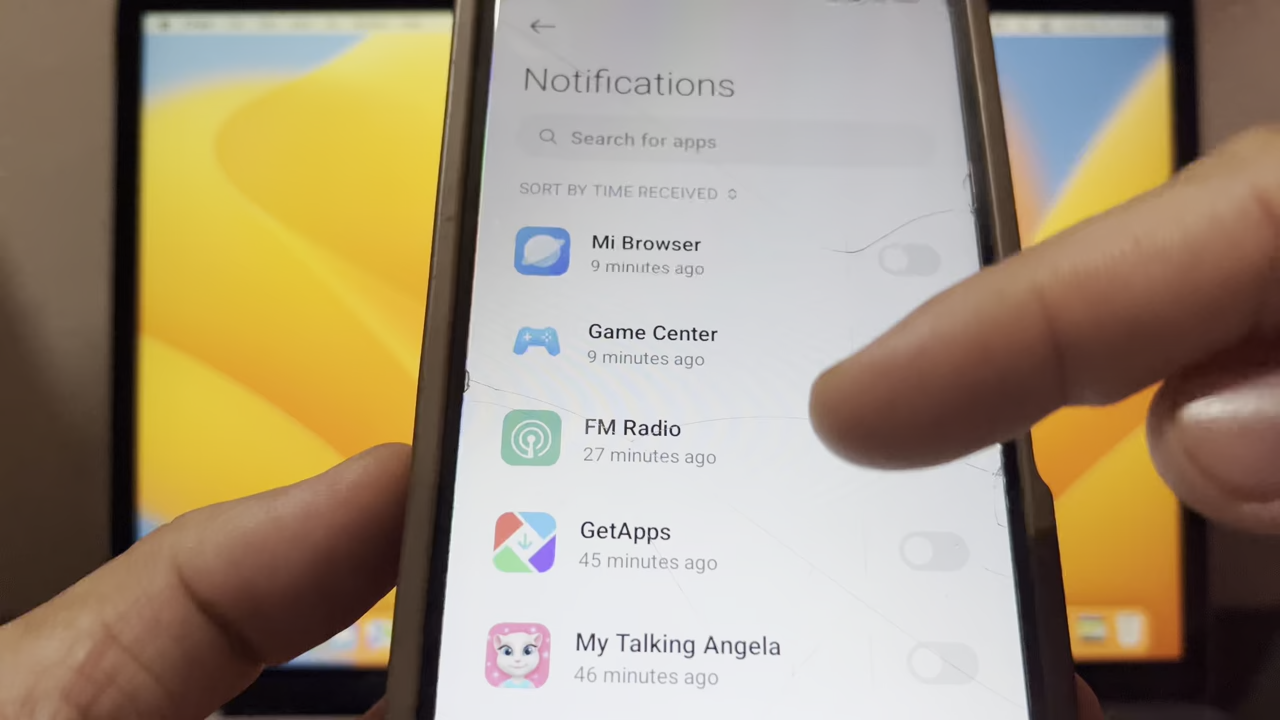 Notifications
Search for apps
SORT BY TIME RECEIVED
Mi Browser
9 minutes ago
Game Center
9 minutes ago
FM Radio
27 minutes ago
GetApps
45 minutes ago
My Talking Angela
46 minutes ago